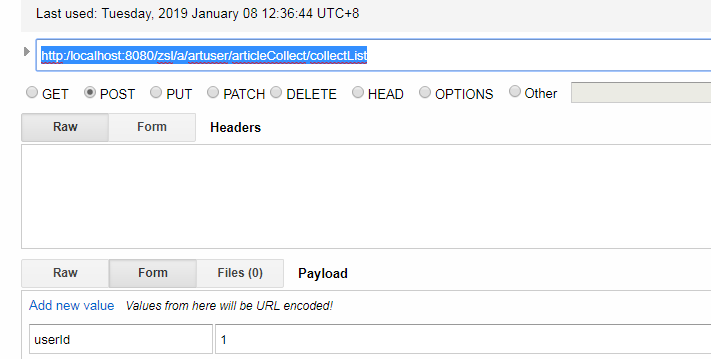 Last used: Tuesday, 2019 January 08 12:36:44 UTC+8
http:/localhost:8080/zsl/a/artuser/articleCollect/collectList
GET POST PUT PATCH DELETE HEAD OPTIONS Other
Raw Form Headers
Raw Form Files (0) Payload
Add new value Values from here will be URL encoded!
userId 1